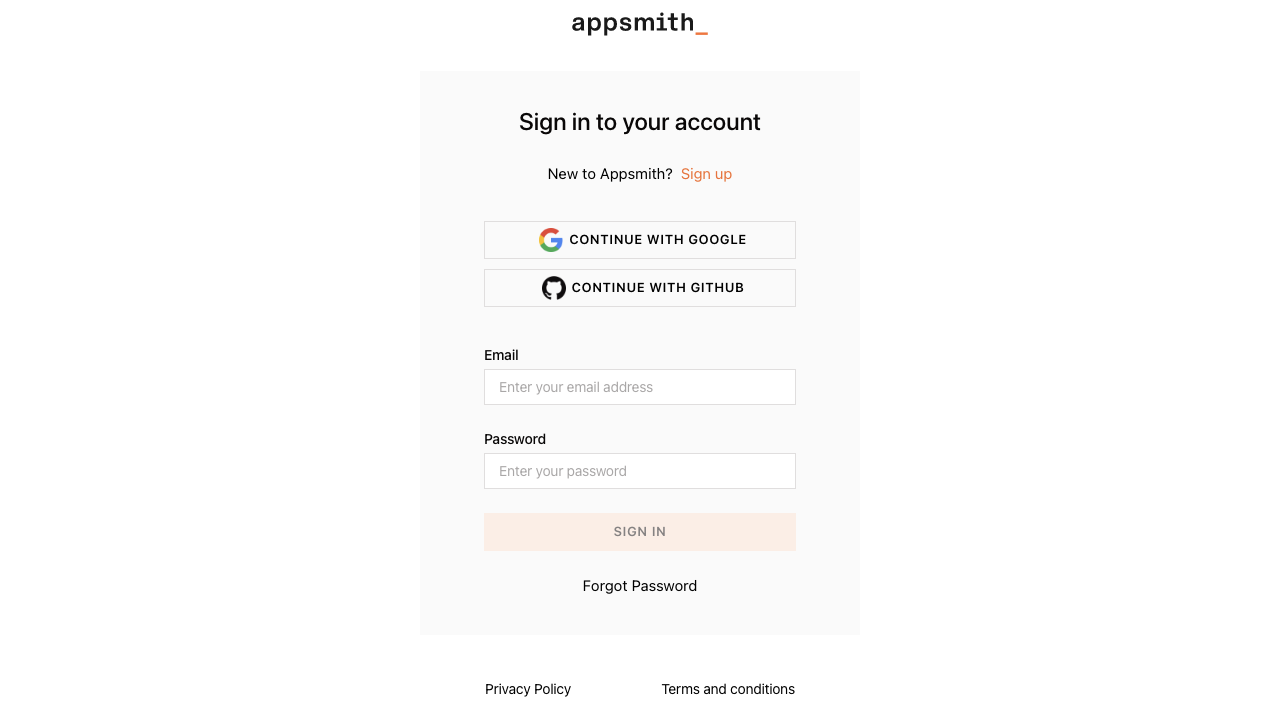 appsmith_
Sign in to your account
New to Appsmith? Sign up
CONTINUE WITH GOOGLE
CONTINUE WITH GITHUB
Email
Enter your email address
Password
Enter your password
SIGN IN
Forgot Password
Privacy Policy Terms and conditions